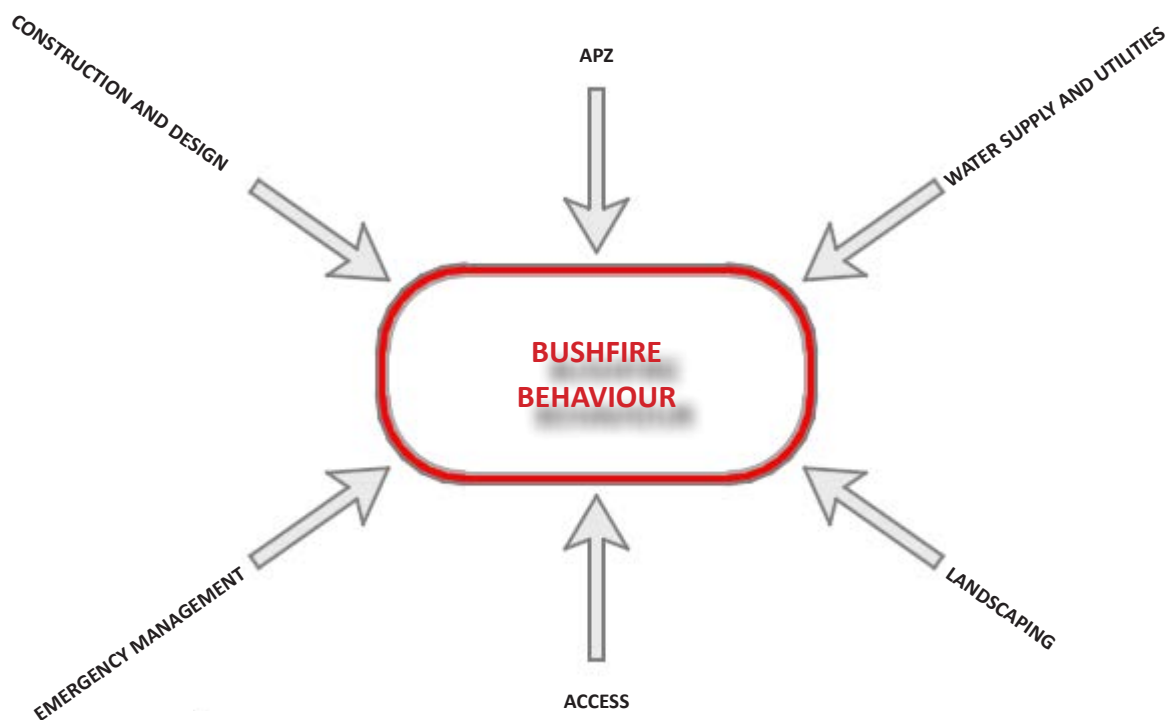 CONSTRUCTION AND DESIGN
APZ
WATER SUPPLY AND UTILITIES
BUSHFIRE
BEHAVIOUR
EMERGENCY MANAGEMENT
ACCESS
LANDSCAPING